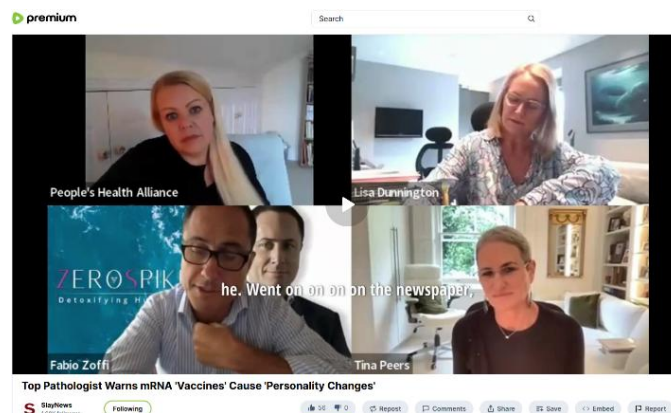 premium
Search
People's Health Alliance
Lisa Dunnington
ZEROSPIK
Detoxifying H
he. Went on on on on the newspaper,
Fabio Zoffi
Tina Peers
Top Pathologist Warns mRNA 'Vaccines' Cause 'Personality Changes'
S SlayNews
Following
58 0 Repost Comments Share Save Embed Report